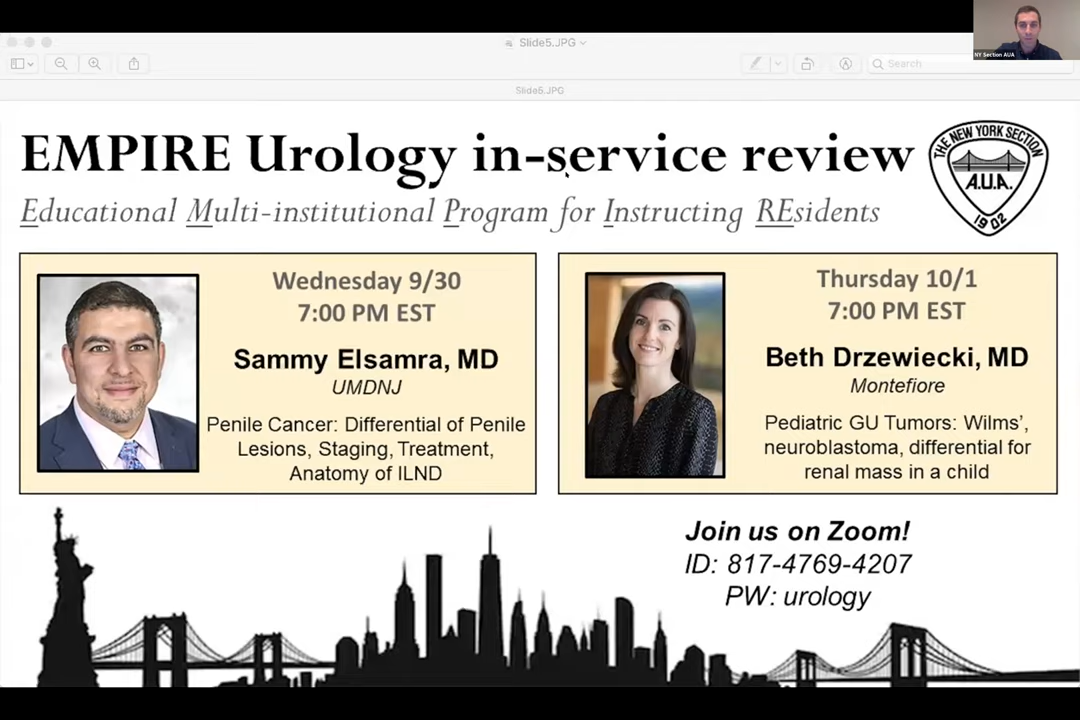 Slide5.JPG
Search
NY Section AUA
Slide5.JPG
EMPIRE Urology in-service review
Educational Multi-institutional Program for Instructing REsidents
THE NEW YORK SECTION
A.U.A.
1902
Wednesday 9/30
7:00 PM EST
Sammy Elsamra, MD
UMDNJ
Penile Cancer: Differential of Penile
Lesions, Staging, Treatment,
Anatomy of ILND
Thursday 10/1
7:00 PM EST
Beth Drzewiecki, MD
Montefiore
Pediatric GU Tumors: Wilms’,
neuroblastoma, differential for
renal mass in a child
Join us on Zoom!
ID: 817-4769-4207
PW: urology